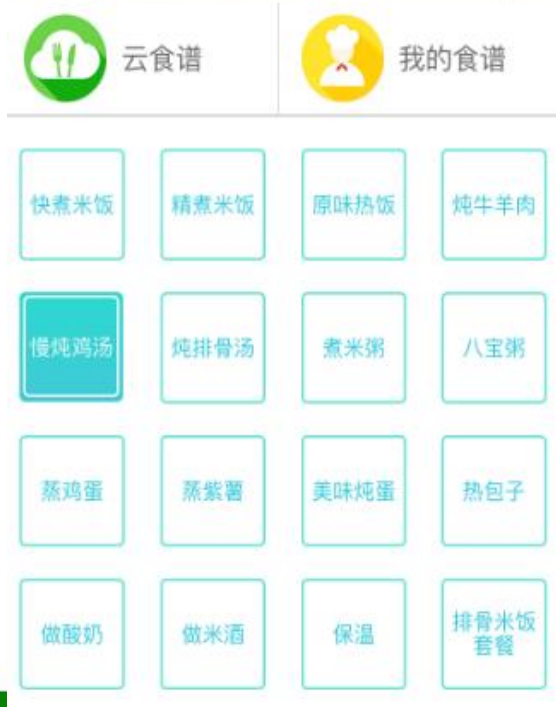 云食谱
我的食谱
快煮米饭
精煮米饭
原味热饭
炖牛羊肉
慢炖鸡汤
炖排骨汤
煮米粥
八宝粥
蒸鸡蛋
蒸紫薯
美味炖蛋
热包子
做酸奶
做米酒
保温
排骨米饭
套餐